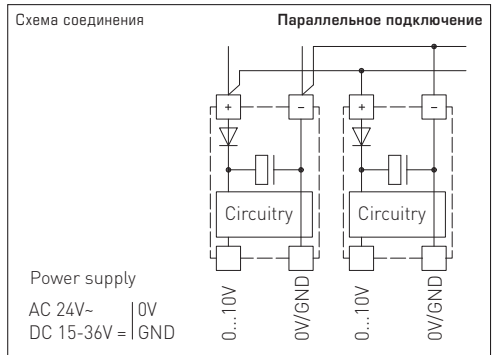 Схема соединения
Параллельное подключение
+ − + −
Circuitry Circuitry
Power supply
AC 24V~ 0V
DC 15-36V = GND
0...10V 0V/GND 0...10V 0V/GND